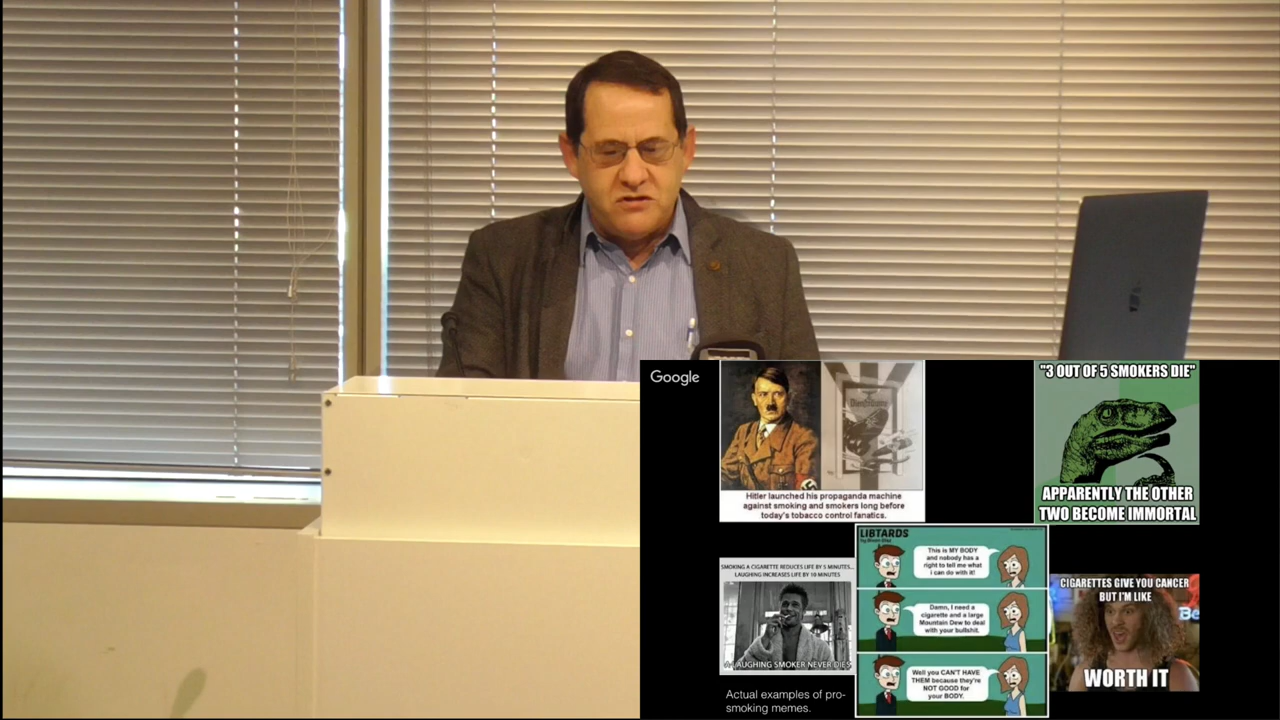 Google
Hitler launched his propaganda machine
against smoking and smokers long before
today's tobacco control fanatics.
"3 OUT OF 5 SMOKERS DIE"
APPARENTLY THE OTHER
TWO BECOME IMMORTAL
SMOKING A CIGARETTE REDUCES LIFE BY 5 MINUTES...
LAUGHING INCREASES LIFE BY 10 MINUTES
A LAUGHING SMOKER NEVER DIES
LIBTARDS
This is MY BODY
and nobody has a
right to tell me what
i can do with it!
Damn, I need a
cigarette and a large
Mountain Dew to deal
with your bullshit.
Well you CAN'T HAVE
THEM because they're
NOT GOOD for
your BODY.
CIGARETTES GIVE YOU CANCER
BUT I'M LIKE
Be
WORTH IT
Actual examples of pro-
smoking memes.